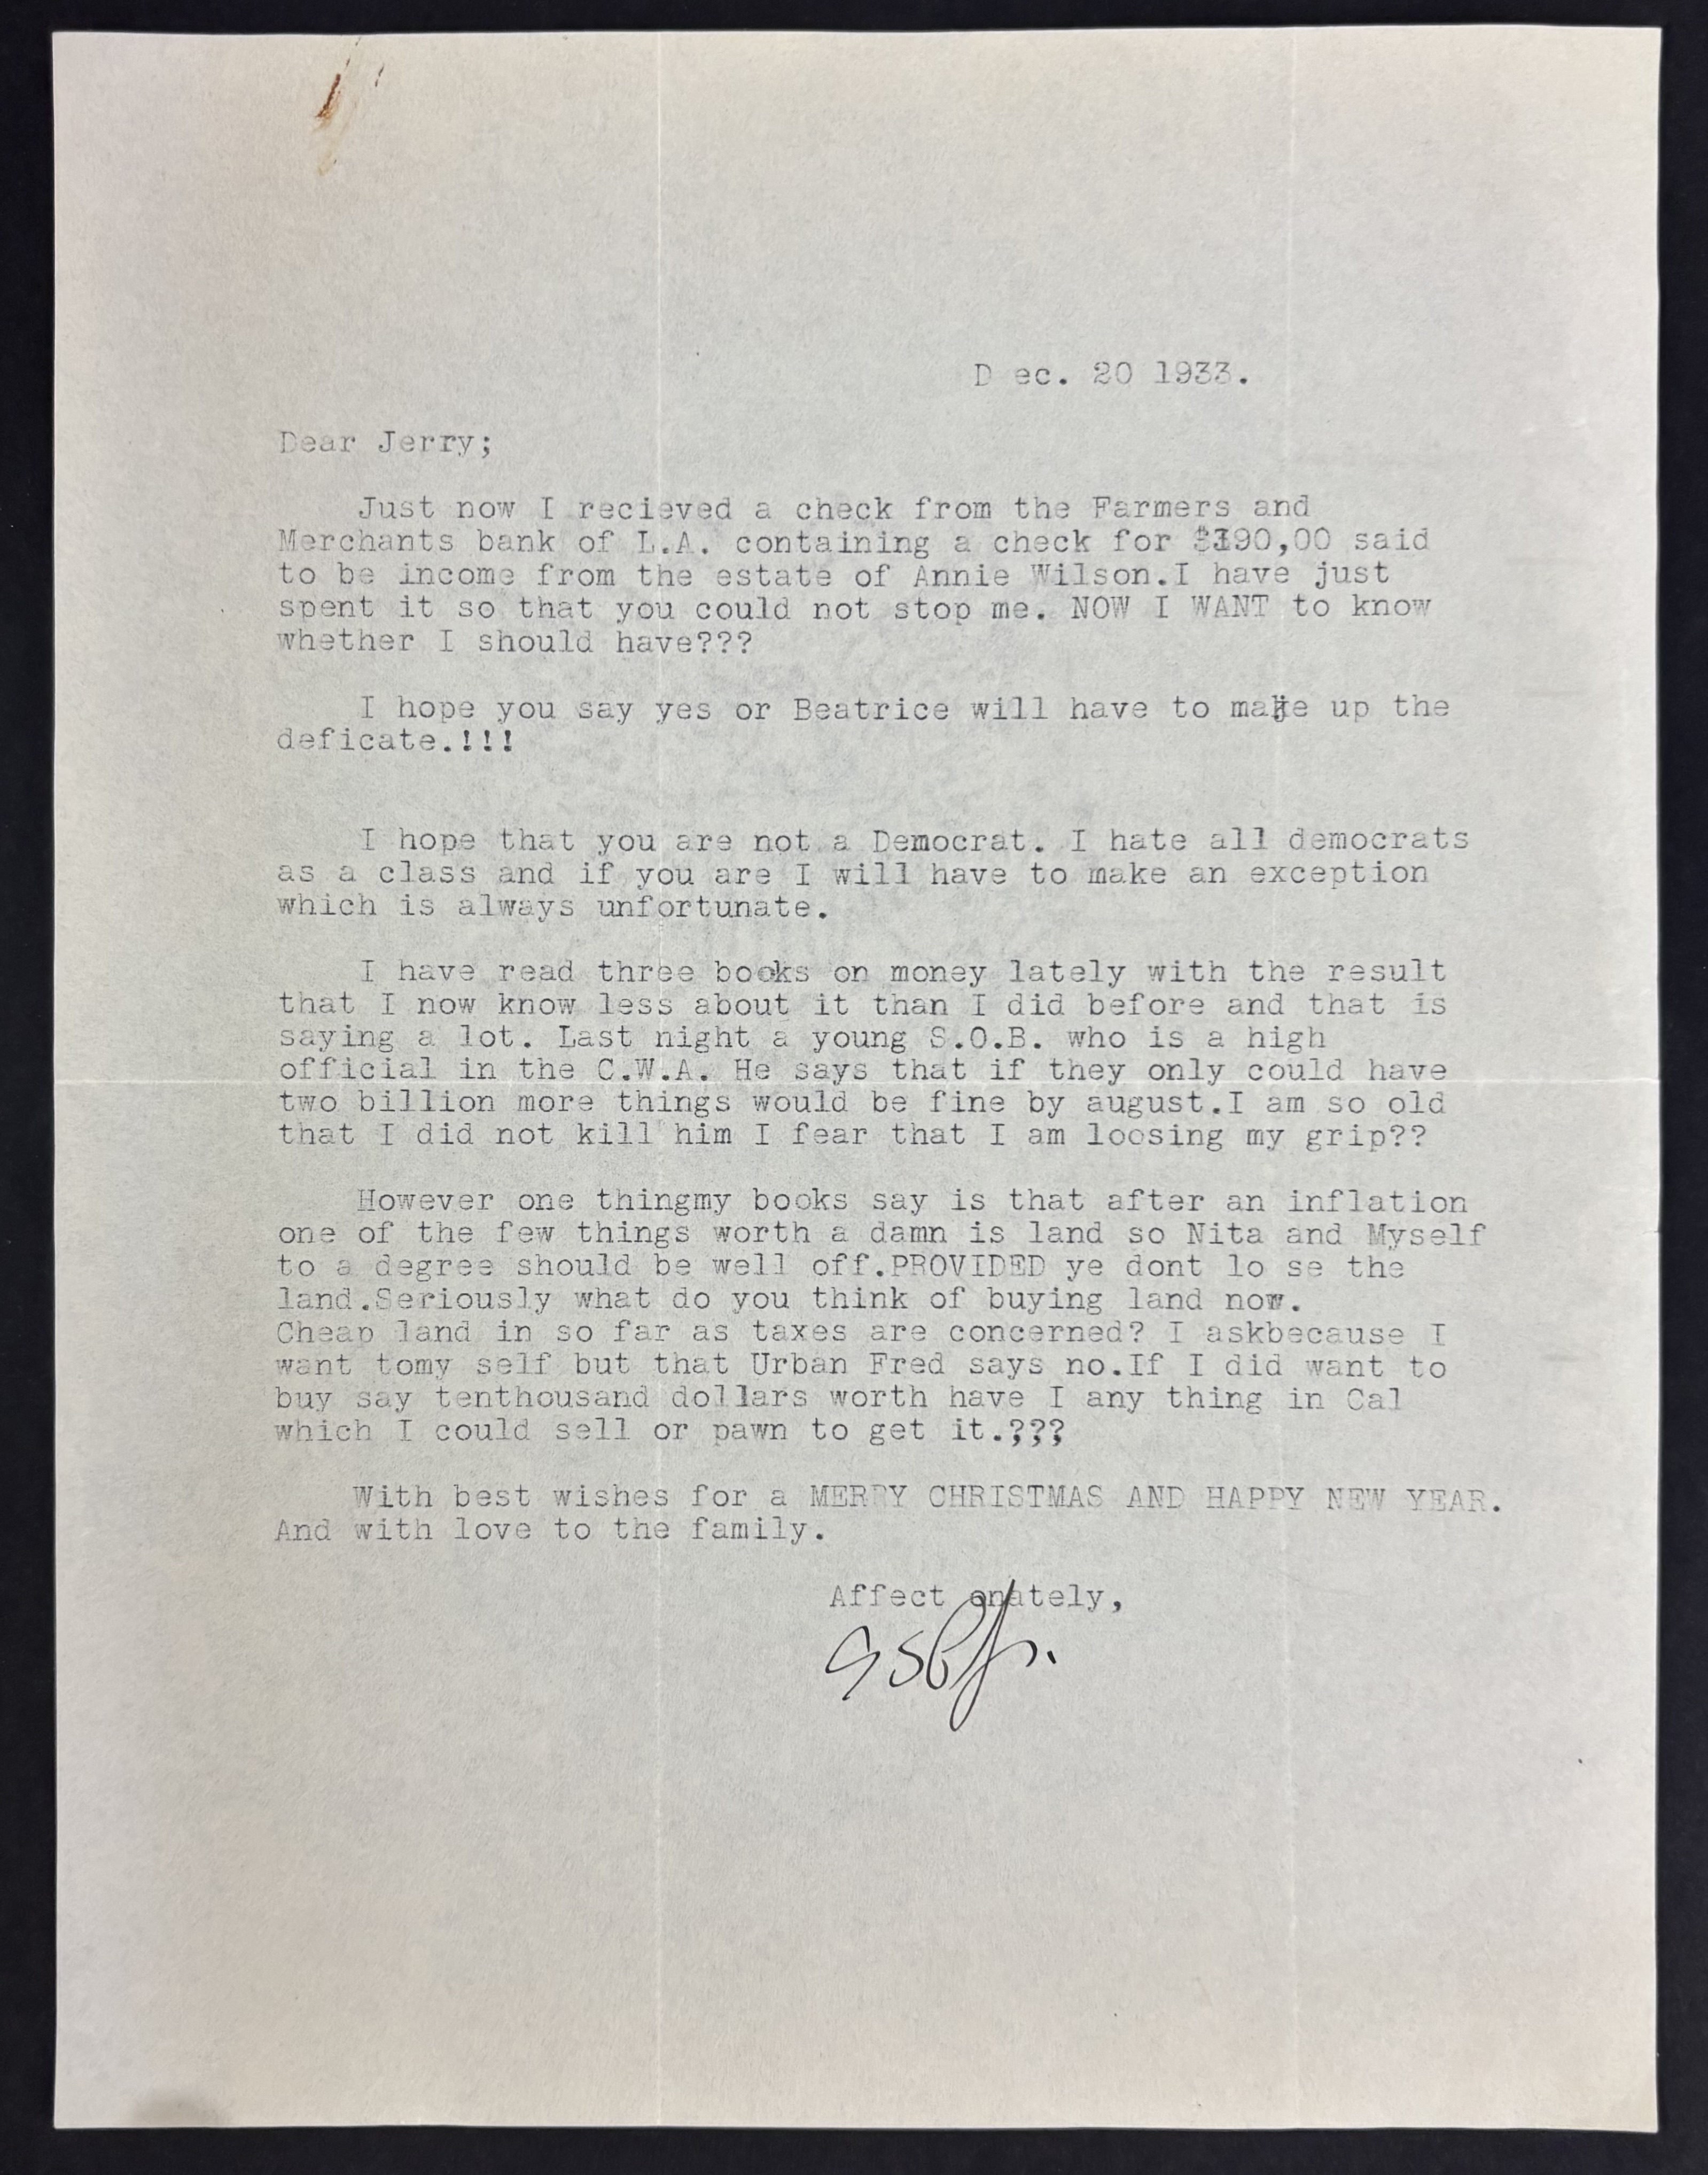 D ec. 20 1933.
Dear Jerry;
Just now I recieved a check from the Farmers and
Merchants bank of L.A. containing a check for $390,00 said
to be income from the estate of Annie Wilson.I have just
spent it so that you could not stop me. NOW I WANT to know
whether I should have???
I hope you say yes or Beatrice will have to make up the
deficate.!!!
I hope that you are not a Democrat. I hate all democrats
as a class and if you are I will have to make an exception
which is always unfortunate.
I have read three books on money lately with the result
that I now know less about it than I did before and that is
saying a lot. Last night a young S.O.B. who is a high
official in the C.W.A. He says that if they only could have
two billion more things would be fine by august.I am so old
that I did not kill him I fear that I am loosing my grip??
However one thingmy books say is that after an inflation
one of the few things worth a damn is land so Nita and Myself
to a degree should be well off.PROVIDED ye dont lo se the
land.Seriously what do you think of buying land now.
Cheap land in so far as taxes are concerned? I askbecause I
want tomy self but that Urban Fred says no.If I did want to
buy say tenthousand dollars worth have I any thing in Cal
which I could sell or pawn to get it.???
With best wishes for a MERRY CHRISTMAS AND HAPPY NEW YEAR.
And with love to the family.
Affect onately,
GSPJr.